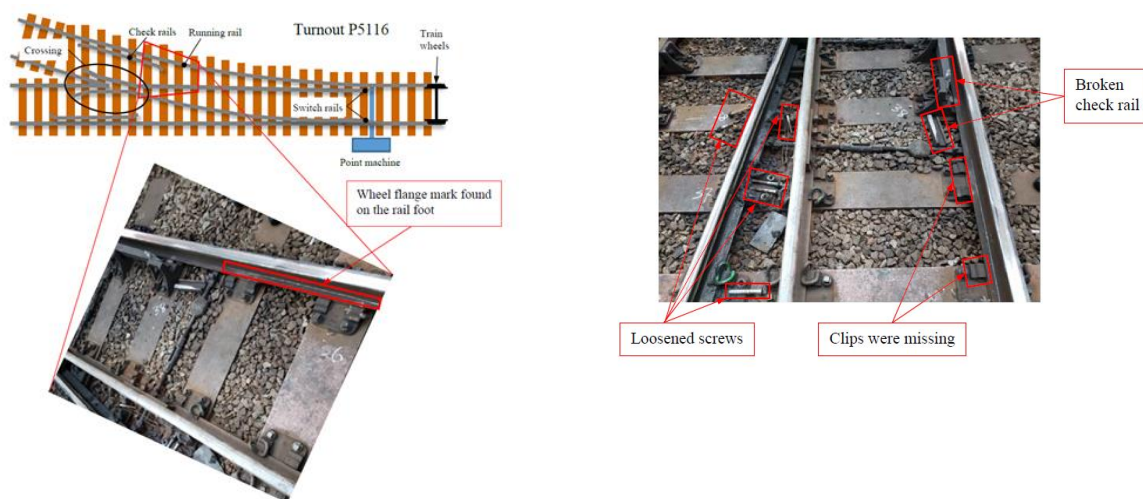 Turnout P5116
Check rails
Running rail
Train
wheels
Crossing
Switch rails
Point machine
Wheel flange mark found
on the rail foot
Broken
check rail
Loosened screws
Clips were missing